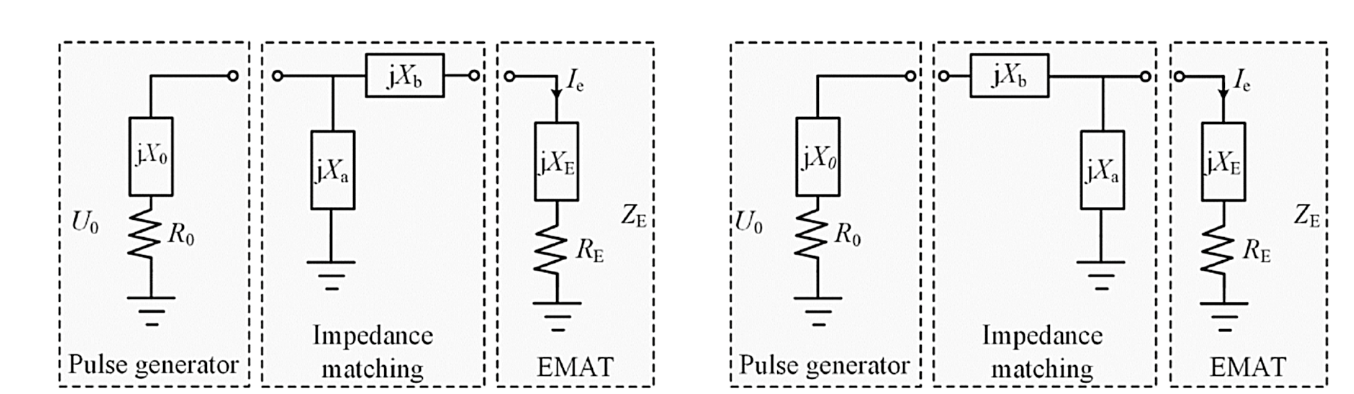 jXb
Ie
jX0
jXa
jXE
U0
R0
ZE
RE
Pulse generator
Impedance
matching
EMAT
jXb
Ie
jX0
jXa
jXE
U0
R0
ZE
RE
Pulse generator
Impedance
matching
EMAT